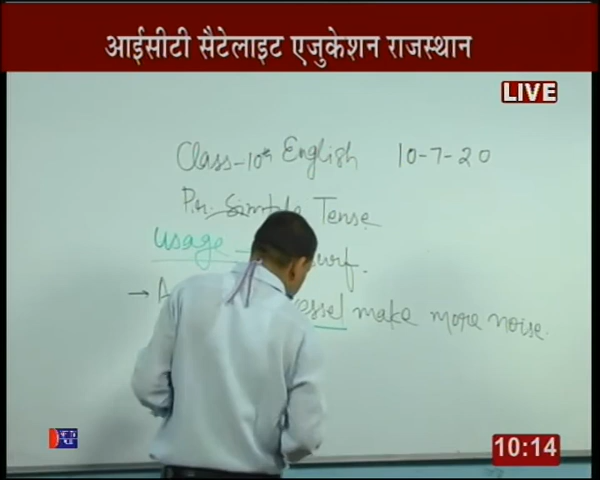 आईसीटी सैटेलाइट एजुकेशन राजस्थान
LIVE
Class-10th English 10-7-20
Pr. Simple Tense
usage
make more noise.
10:14